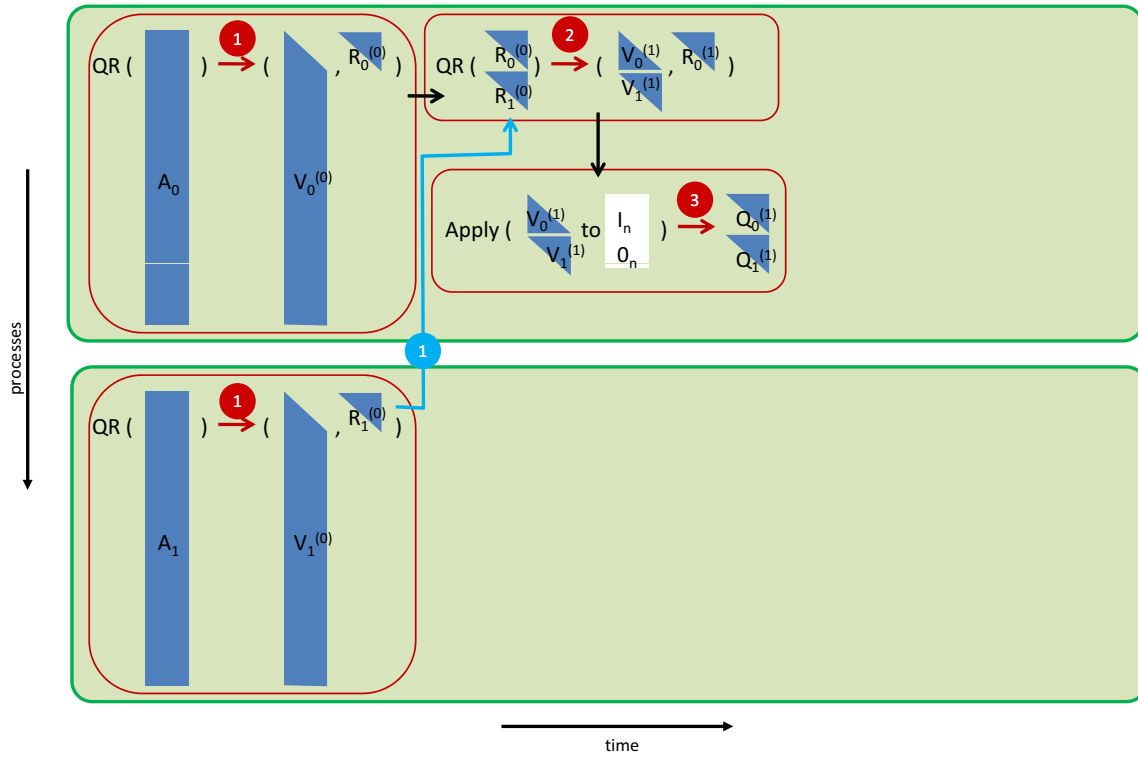 1
QR ( ) ( , R₀⁽⁰⁾ )
A₀
V₀⁽⁰⁾
2
QR ( R₀⁽⁰⁾ ) ( V₀⁽¹⁾ , R₀⁽¹⁾ )
R₁⁽⁰⁾ V₁⁽¹⁾
3
Apply ( V₀⁽¹⁾ to Iₙ ) Q₀⁽¹⁾
V₁⁽¹⁾ 0ₙ Q₁⁽¹⁾
processes
1
1
QR ( ) ( , R₁⁽⁰⁾ )
A₁
V₁⁽⁰⁾
time